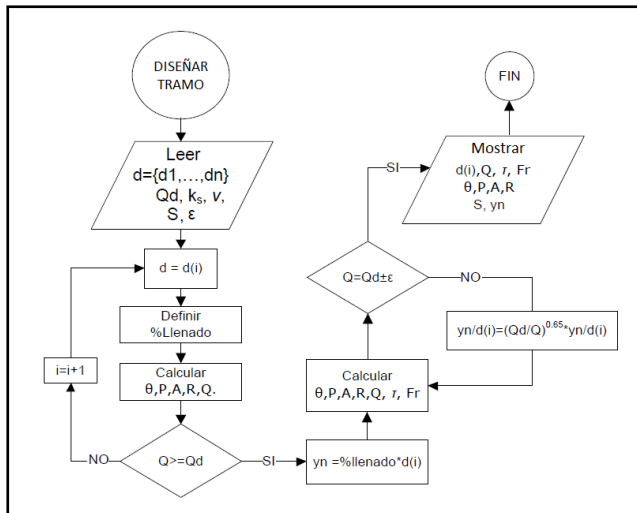 DISEÑAR
TRAMO
Leer
d={d1,...,dn}
Qd, ks, ν,
S, ε
d = d(i)
Definir
%Llenado
Calcular
θ,P,A,R,Q.
i=i+1
NO
Q>=Qd
SI
yn =%llenado*d(i)
Calcular
θ,P,A,R,Q, τ, Fr
Q=Qd±ε
NO
yn/d(i)=(Qd/Q)^0.65*yn/d(i)
SI
Mostrar
d(i),Q, τ, Fr
θ,P,A,R
S, yn
FIN